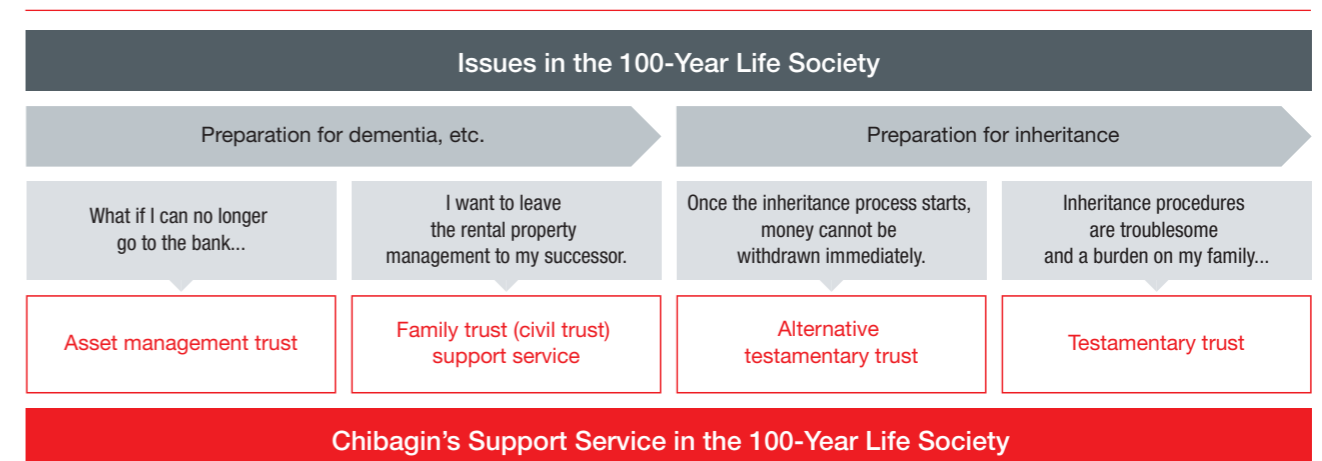 Issues in the 100-Year Life Society
Preparation for dementia, etc.
Preparation for inheritance
What if I can no longer
go to the bank...
I want to leave
the rental property
management to my successor.
Once the inheritance process starts,
money cannot be
withdrawn immediately.
Inheritance procedures
are troublesome
and a burden on my family...
Asset management trust
Family trust (civil trust)
support service
Alternative
testamentary trust
Testamentary trust
Chibagin's Support Service in the 100-Year Life Society